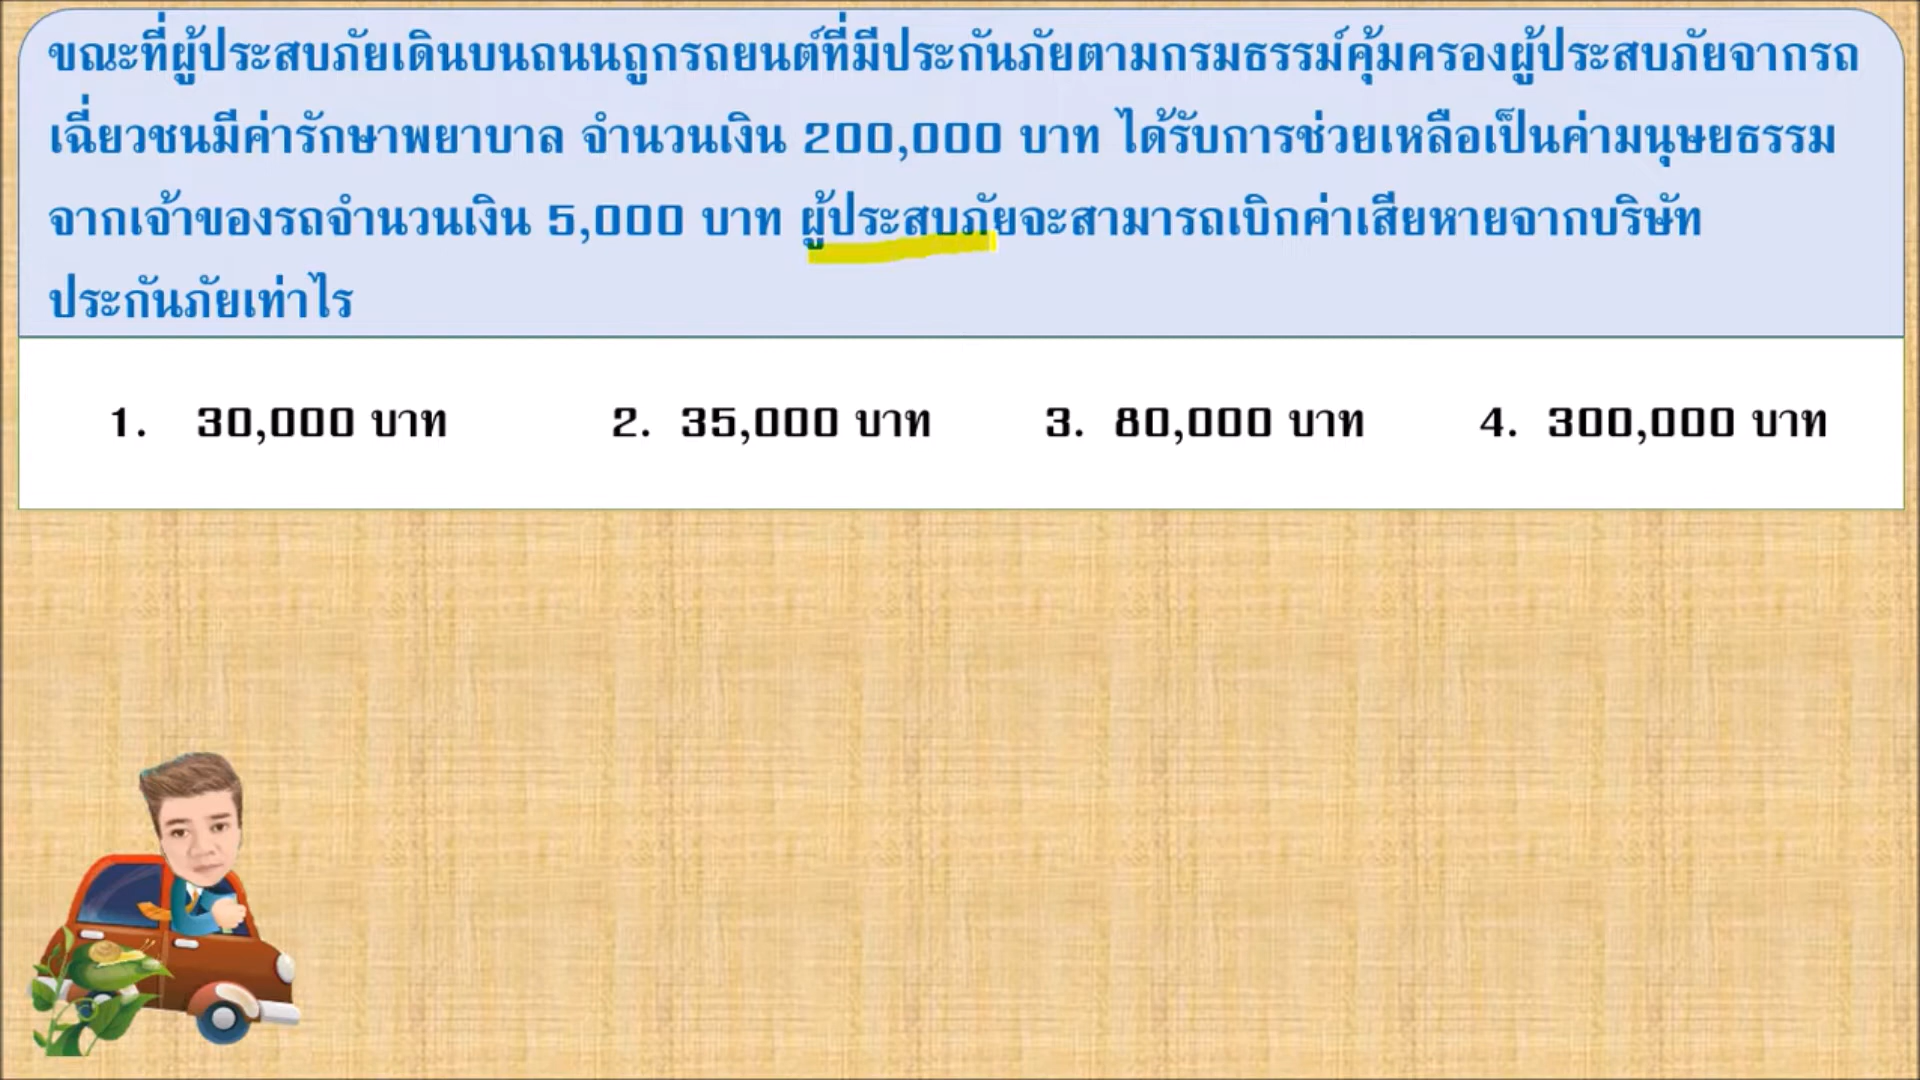 ขณะที่ผู้ประสบภัยเดินบนถนนถูกรถยนต์ที่มีประกันภัยตามกรมธรรม์คุ้มครองผู้ประสบภัยจากรถ
เฉี่ยวชนมีค่ารักษาพยาบาล จำนวนเงิน 200,000 บาท ได้รับการช่วยเหลือเป็นค่ามนุษยธรรม
จากเจ้าของรถจำนวนเงิน 5,000 บาท ผู้ประสบภัยจะสามารถเบิกค่าเสียหายจากบริษัท
ประกันภัยเท่าไร
1. 30,000 บาท 2. 35,000 บาท 3. 80,000 บาท 4. 300,000 บาท